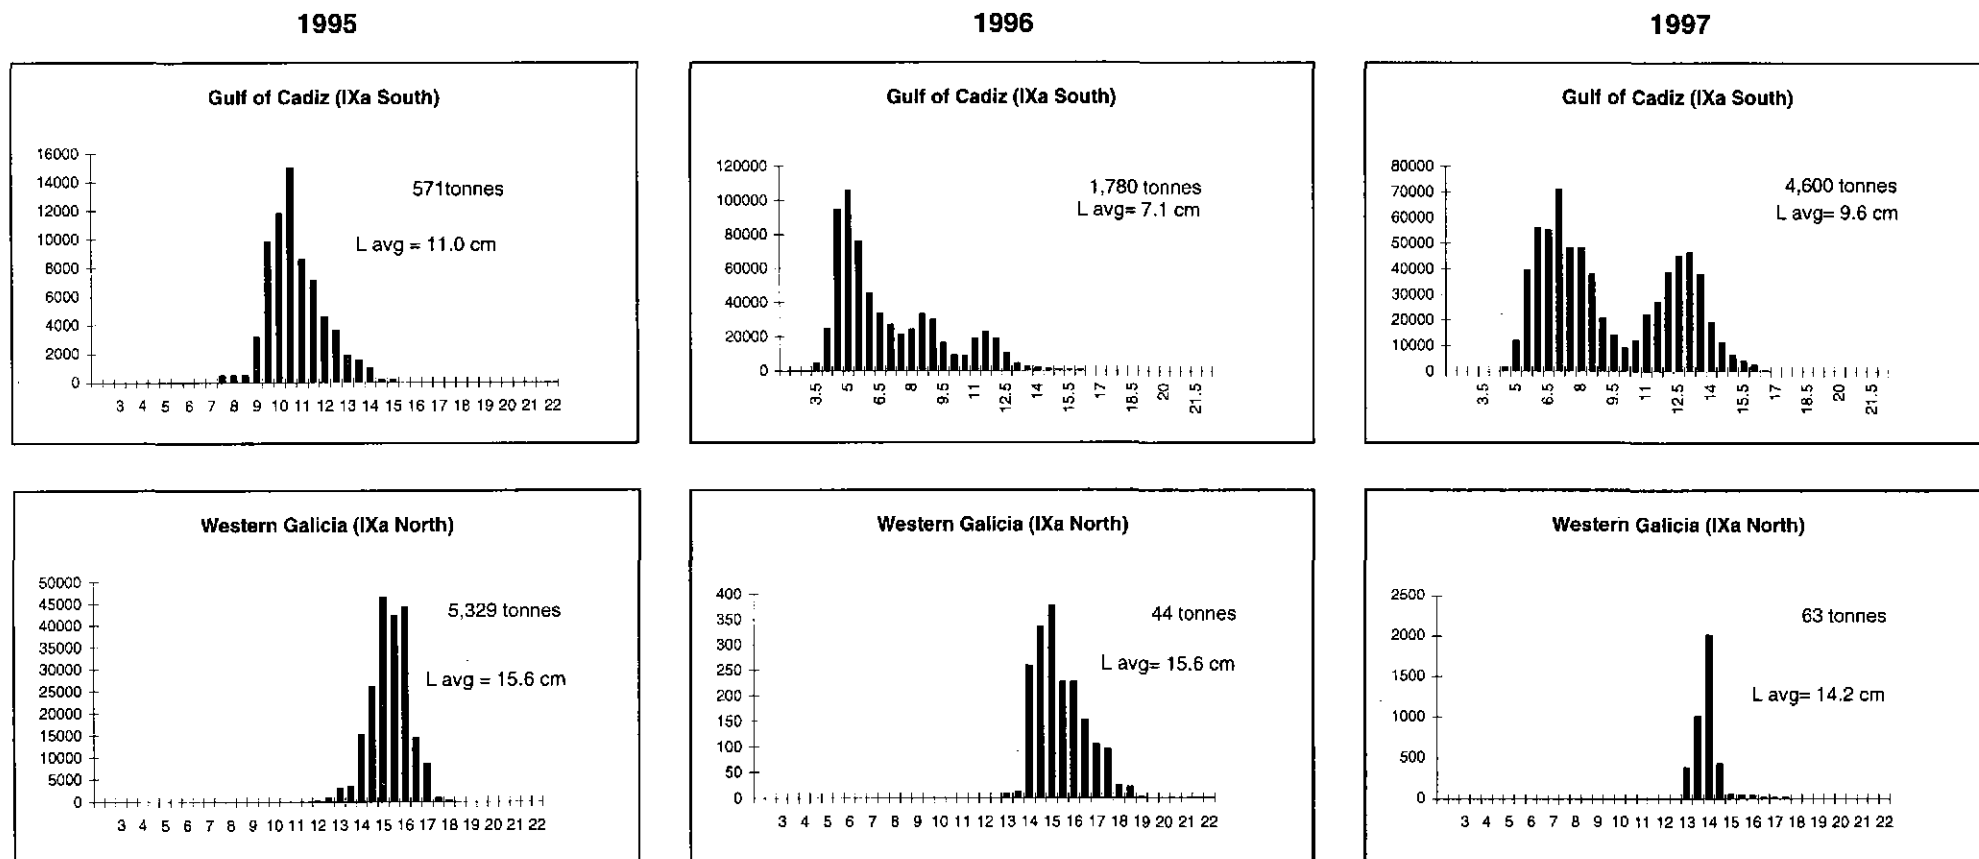 1995
1996
1997
Gulf of Cadiz (IXa South)
16000
14000
12000
10000
8000
6000
4000
2000
0
571tonnes
L avg = 11.0 cm
3 4 5 6 7 8 9 10 11 12 13 14 15 16 17 18 19 20 21 22
Gulf of Cadiz (IXa South)
120000
100000
80000
60000
40000
20000
0
1,780 tonnes
L avg= 7.1 cm
3.5 5 6.5 8 9.5 11 12.5 14 15.5 17 18.5 20 21.5
Gulf of Cadiz (IXa South)
80000
70000
60000
50000
40000
30000
20000
10000
0
4,600 tonnes
L avg= 9.6 cm
3.5 5 6.5 8 9.5 11 12.5 14 15.5 17 18.5 20 21.5
Western Galicia (IXa North)
50000
45000
40000
35000
30000
25000
20000
15000
10000
5000
0
5,329 tonnes
L avg = 15.6 cm
3 4 5 6 7 8 9 10 11 12 13 14 15 16 17 18 19 20 21 22
Western Galicia (IXa North)
400
350
300
250
200
150
100
50
0
44 tonnes
L avg= 15.6 cm
3 4 5 6 7 8 9 10 11 12 13 14 15 16 17 18 19 20 21 22
Western Galicia (IXa North)
2500
2000
1500
1000
500
0
63 tonnes
L avg= 14.2 cm
3 4 5 6 7 8 9 10 11 12 13 14 15 16 17 18 19 20 21 22